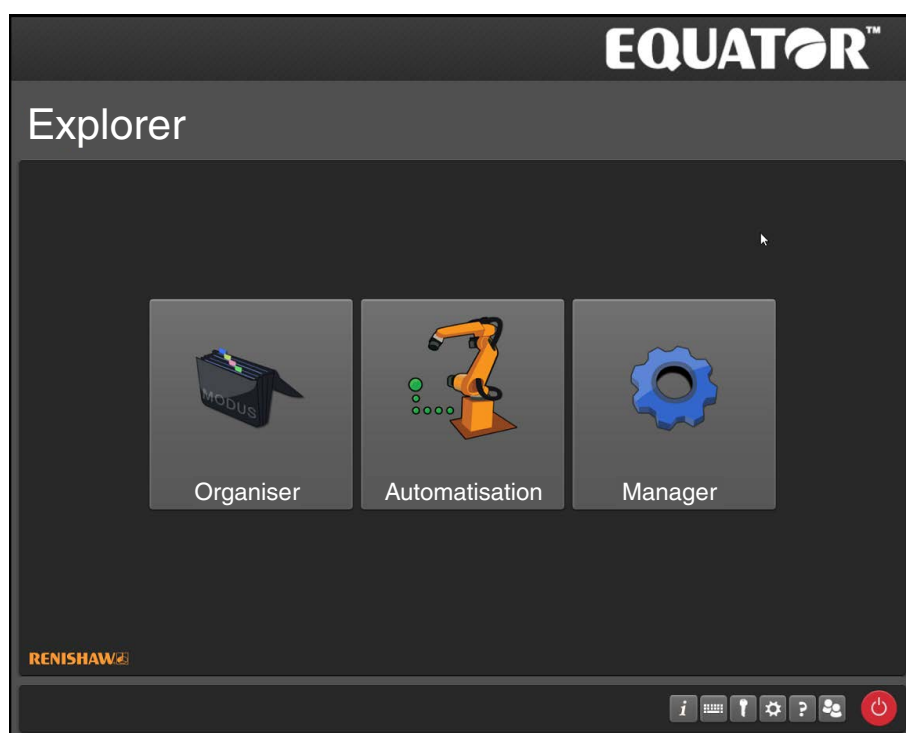 EQUATOR™
Explorer
MODUS
Organiser
Automatisation
Manager
RENISHAW
i
?